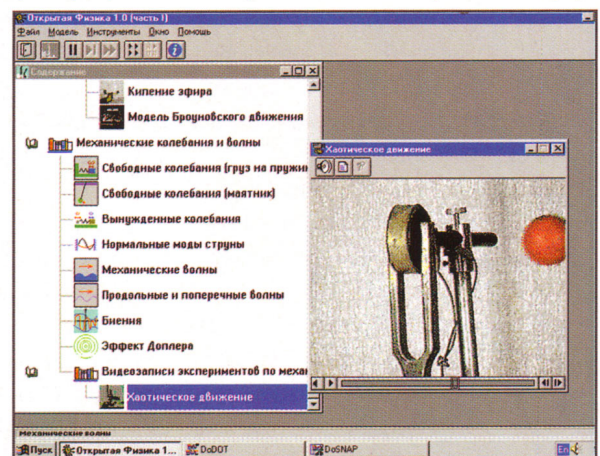 Открытая Физика 1.0 (часть I)
Файл Модель Инструменты Окно Помощь
Содержание
Кипение эфира
Модель Броуновского движения
Механические колебания и волны
Свободные колебания (груз на пружин
Свободные колебания (маятник)
Вынужденные колебания
Нормальные моды струны
Механические волны
Продольные и поперечные волны
Биения
Эффект Доплера
Видеозаписи экспериментов по механ
Хаотическое движение
Хаотическое движение
Механические волны
Пуск
Открытая Физика 1...
DoDOT
DoSNAP
En